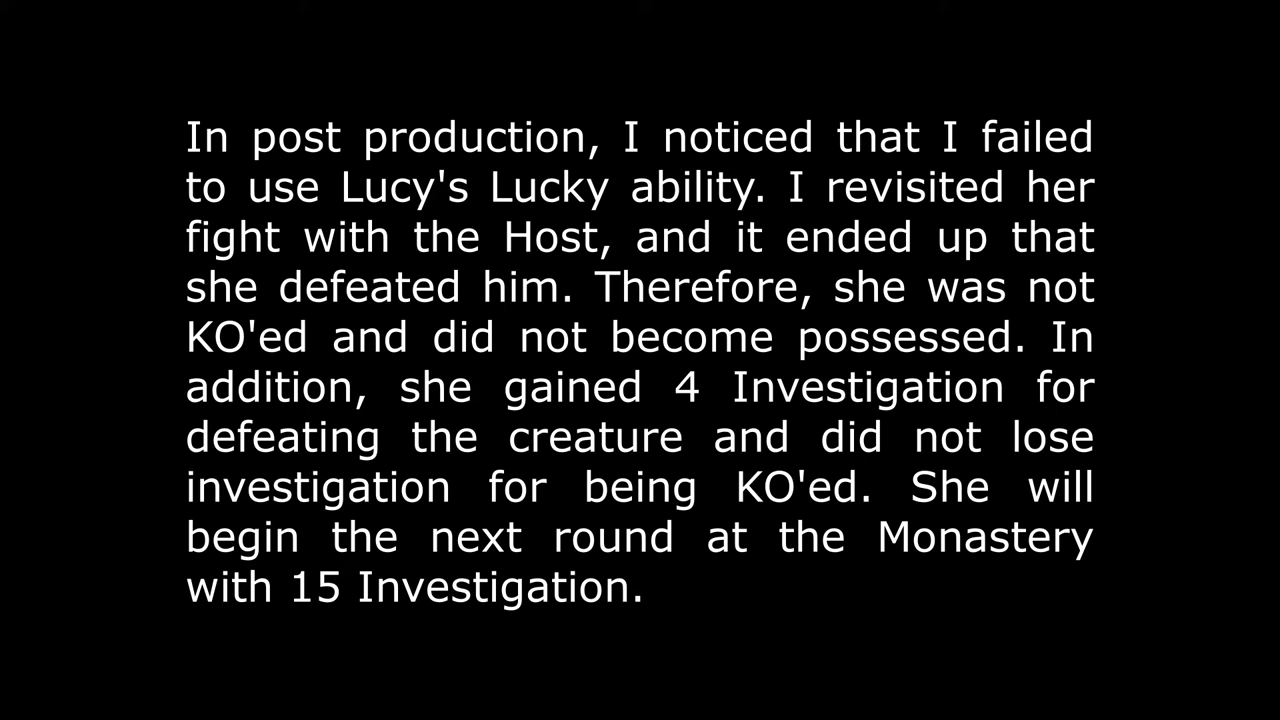 In post production, I noticed that I failed
to use Lucy's Lucky ability. I revisited her
fight with the Host, and it ended up that
she defeated him. Therefore, she was not
KO'ed and did not become possessed. In
addition, she gained 4 Investigation for
defeating the creature and did not lose
investigation for being KO'ed. She will
begin the next round at the Monastery
with 15 Investigation.